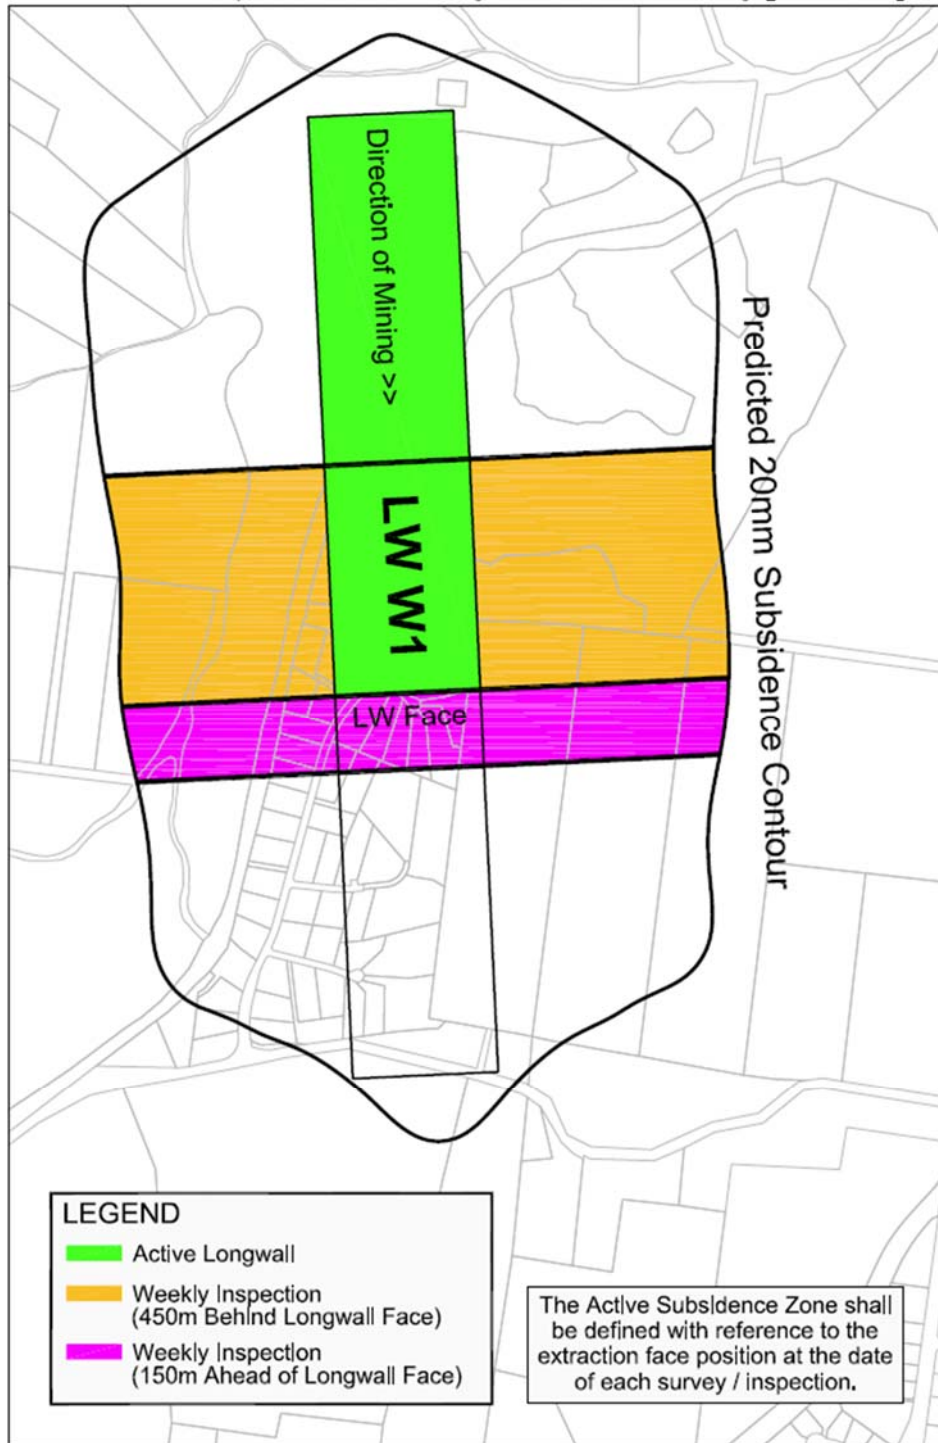 Direction of Mining >>
LW W1
LW Face
Predicted 20mm Subsidence Contour
LEGEND
Active Longwall
Weekly Inspection
(450m Behind Longwall Face)
Weekly Inspection
(150m Ahead of Longwall Face)
The Active Subsidence Zone shall
be defined with reference to the
extraction face position at the date
of each survey / inspection.